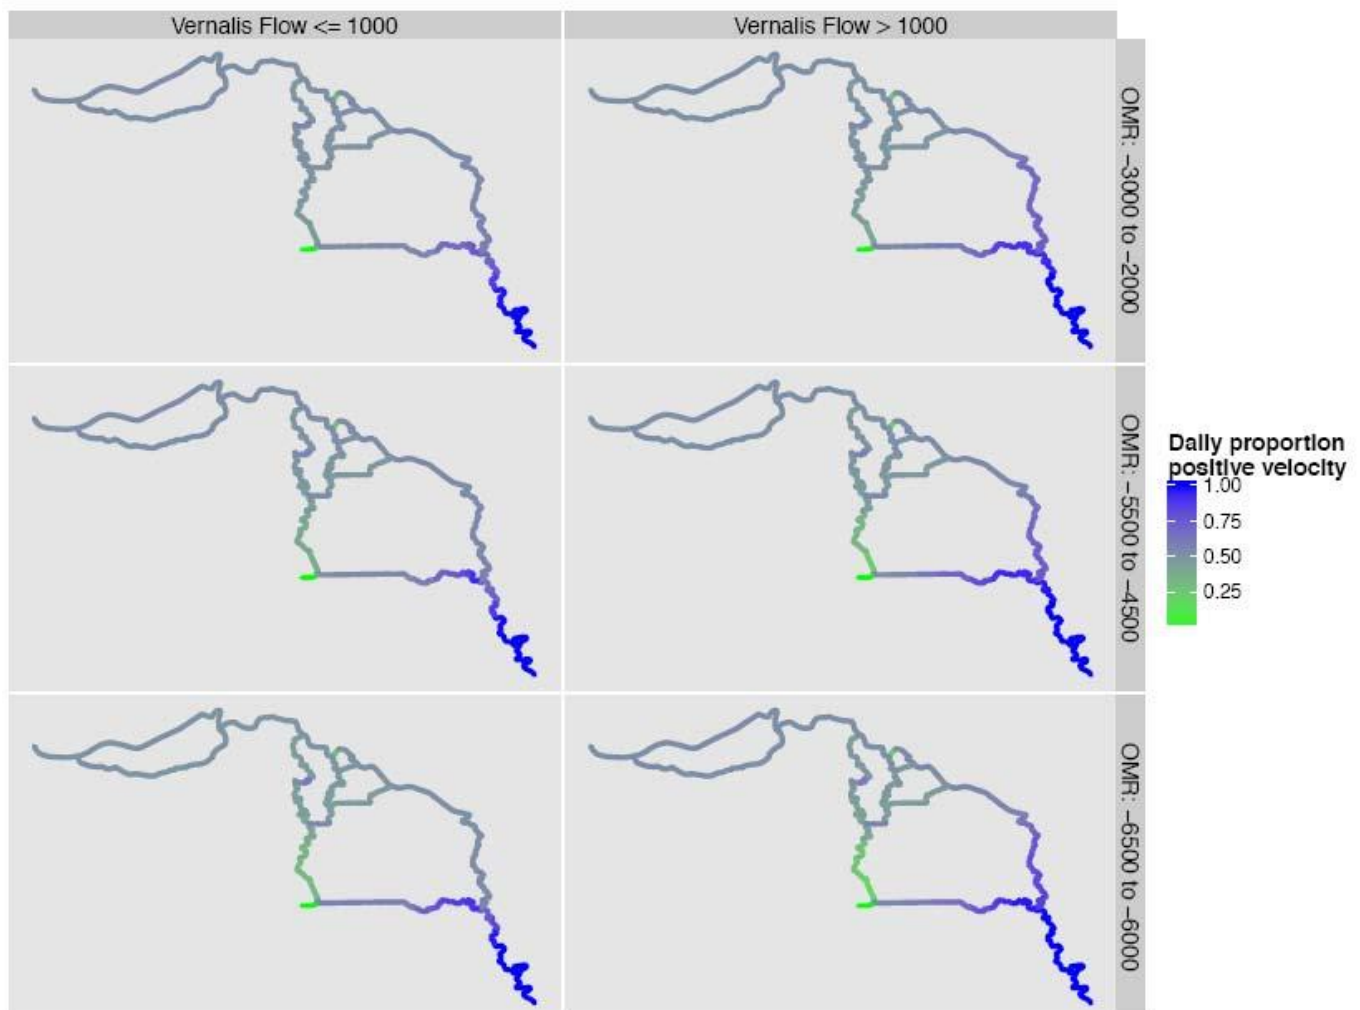 Vernalis Flow <= 1000
Vernalis Flow > 1000
OMR: −3000 to −2000
OMR: −5500 to −4500
OMR: −6500 to −6000
Daily proportion
positive velocity
1.00
0.75
0.50
0.25